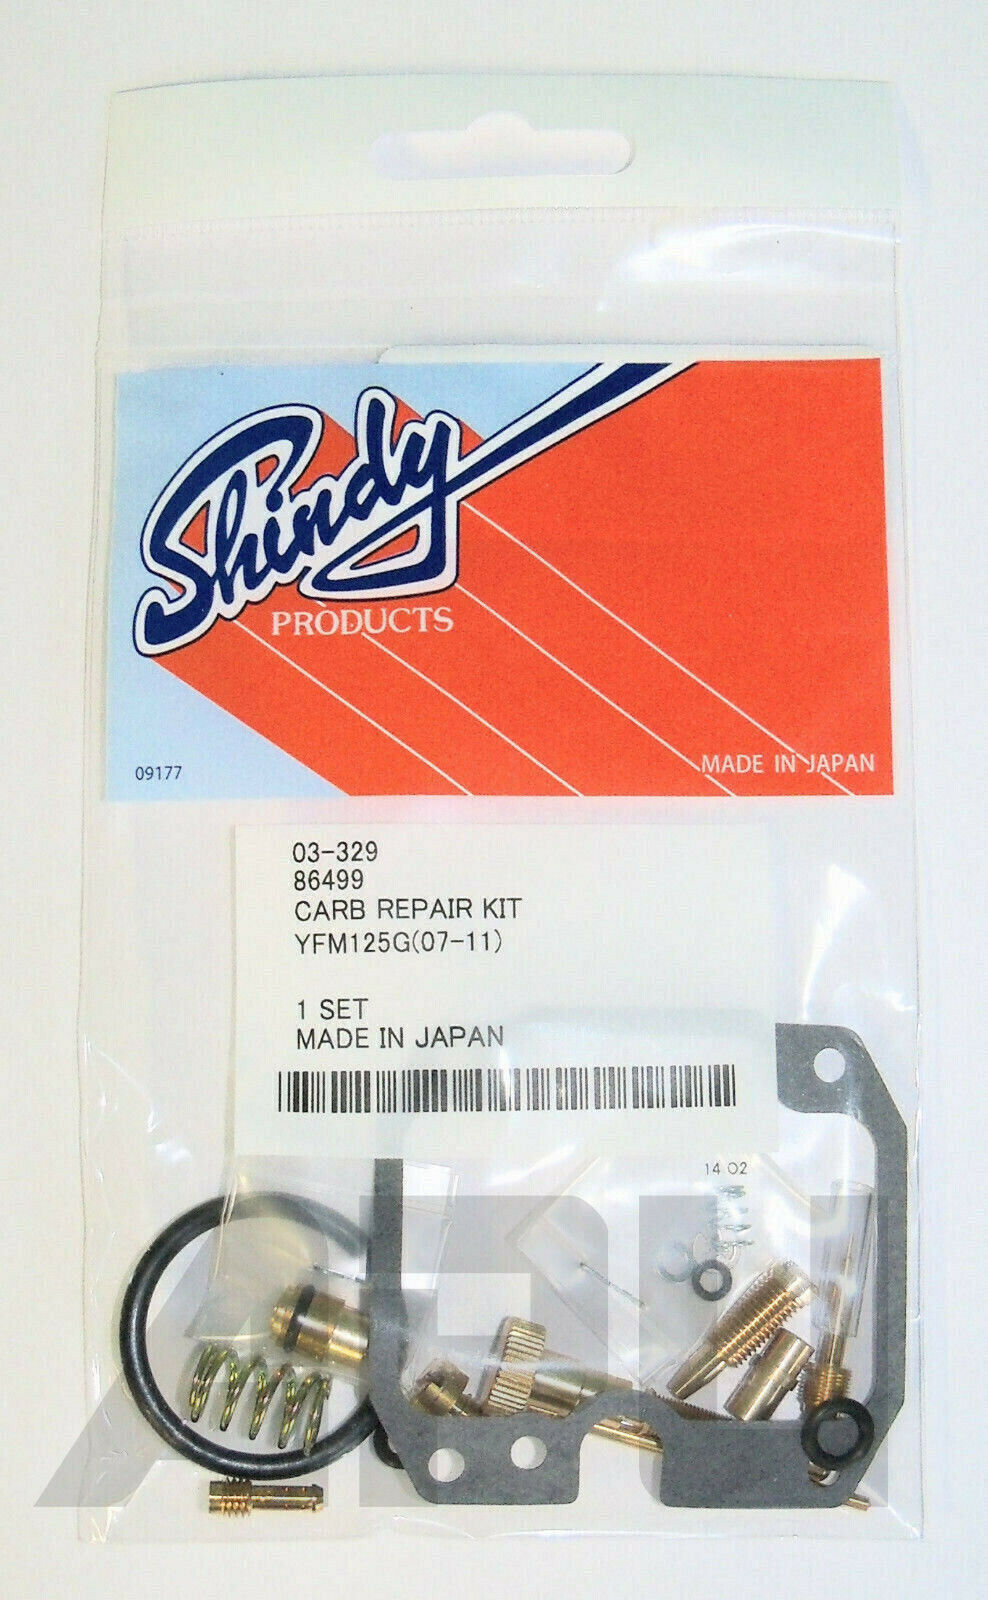 Shindy
PRODUCTS
09177
MADE IN JAPAN
03-329
86499
CARB REPAIR KIT
YFM125G(07-11)
1 SET
MADE IN JAPAN
14 02